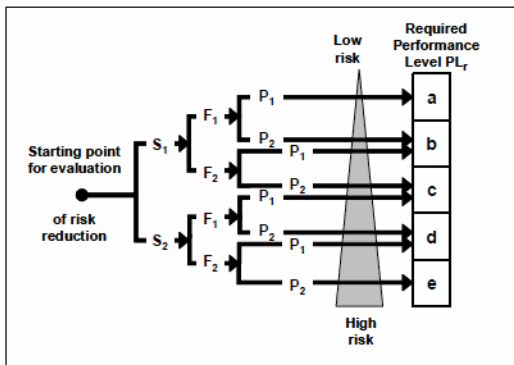 Low
risk
Required
Performance
Level PLr
Starting point
for evaluation
of risk
reduction
S1
S2
F1
F2
F1
F2
P1
P2
P1
P2
P1
P2
P1
P2
a
b
c
d
e
High
risk